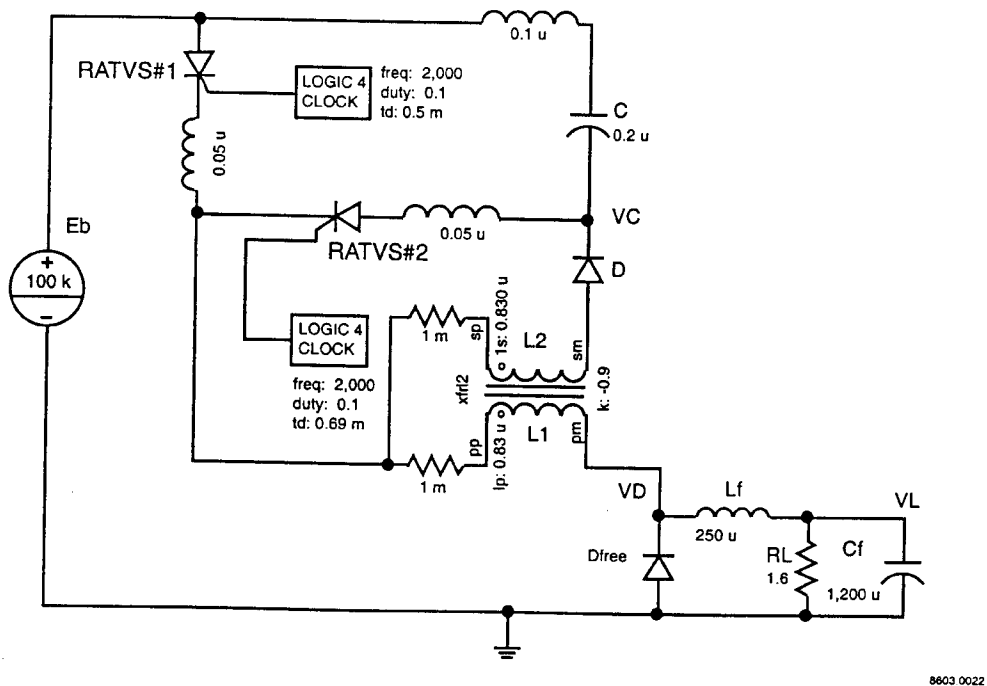 0.1 u
RATVS#1
LOGIC 4
CLOCK
freq: 2,000
duty: 0.1
td: 0.5 m
C
0.2 u
0.05 u
Eb
+
100 k
−
VC
0.05 u
RATVS#2
D
LOGIC 4
CLOCK
freq: 2,000
duty: 0.1
td: 0.69 m
1 m
sp
1s: 0.830 u
L2
sm
xfrl2
k: -0.9
L1
pp
lp: 0.83 u
pm
1 m
VD
Lf
250 u
VL
Dfree
RL
1.6
Cf
1,200 u
8603 0022